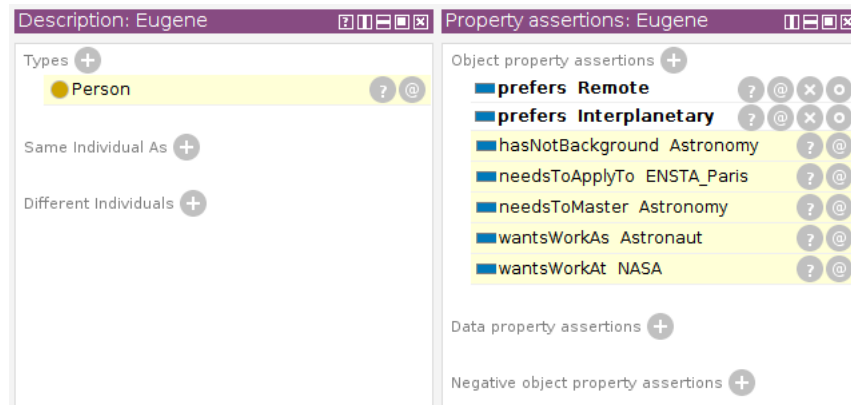 Description: Eugene
Types
Person
Same Individual As
Different Individuals
Property assertions: Eugene
Object property assertions
prefers Remote
prefers Interplanetary
hasNotBackground Astronomy
needsToApplyTo ENSTA_Paris
needsToMaster Astronomy
wantsWorkAs Astronaut
wantsWorkAt NASA
Data property assertions
Negative object property assertions